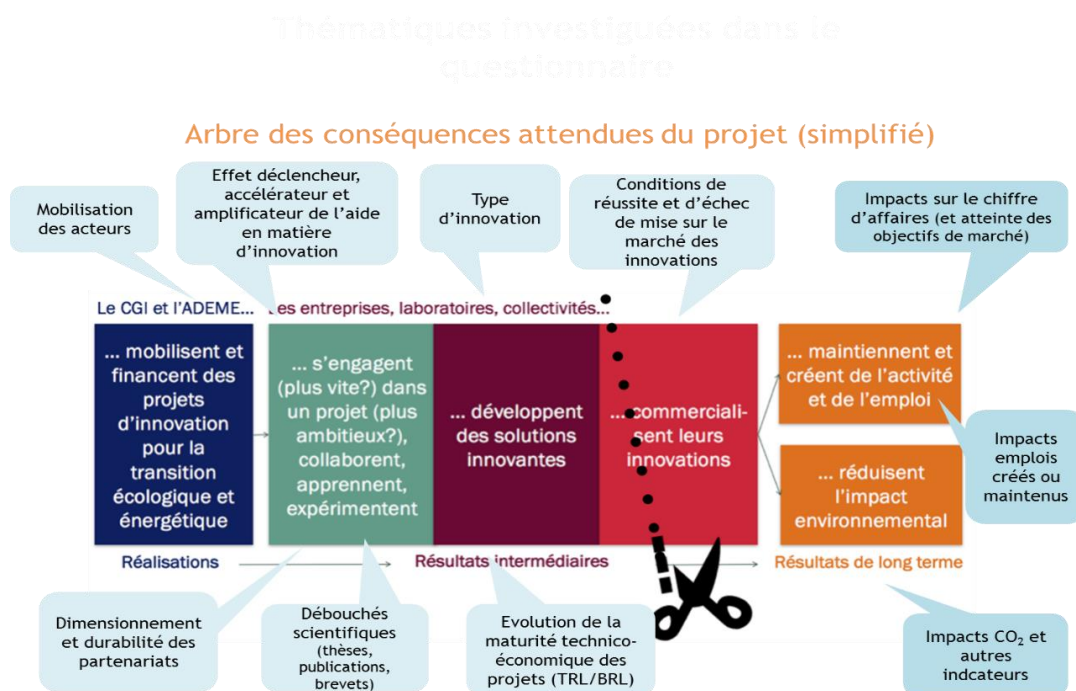 Thématiques investiguées dans le
questionnaire
Arbre des conséquences attendues du projet (simplifié)
Mobilisation
des acteurs
Effet déclencheur,
accélérateur et
amplificateur de l'aide
en matière
d'innovation
Type
d'innovation
Conditions de
réussite et d'échec
de mise sur le
marché des
innovations
Impacts sur le chiffre
d'affaires (et atteinte des
objectifs de marché)
Le CGI et l'ADEME...
des entreprises, laboratoires, collectivités...
... mobilisent et
financent des
projets
d'innovation
pour la
transition
écologique et
énergétique
... s'engagent
(plus vite?) dans
un projet (plus
ambitieux?),
collaborent,
apprennent,
expérimentent
... développent
des solutions
innovantes
...commerciali-
sent leurs
innovations
... maintiennent et
créent de l'activité
et de l'emploi
... réduisent
l'impact
environnemental
Impacts
emplois
créés ou
maintenus
Réalisations
Résultats intermédiaires
Résultats de long terme
Dimensionnement
et durabilité des
partenariats
Débouchés
scientifiques
(thèses,
publications,
brevets)
Evolution de la
maturité technico-
économique des
projets (TRL/BRL)
Impacts CO₂ et
autres
indcateurs